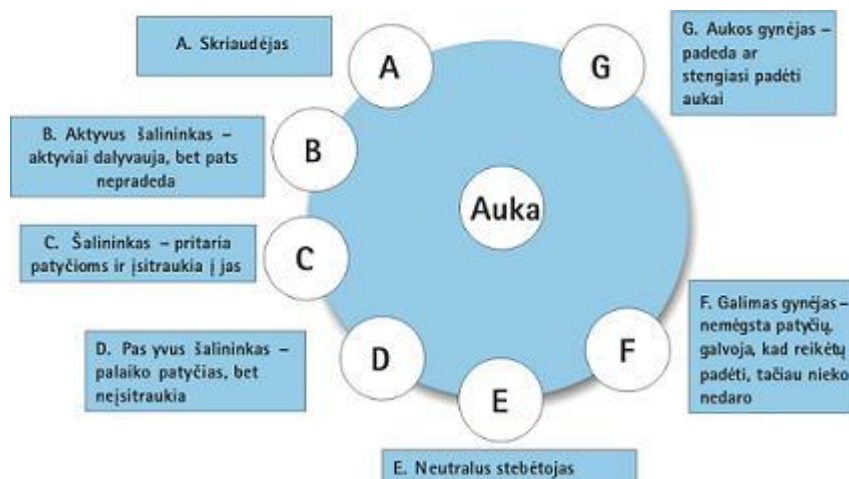 A. Skriaudėjas
A
G
G. Aukos gynėjas –
padeda ar
stengiasi padėti
aukai
B. Aktyvus šalininkas –
aktyviai dalyvauja, bet pats
nepradeda
B
Auka
C. Šalininkas – pritaria
patyčioms ir įsitraukia į jas
C
D. Pas yvus šalininkas –
palaiko patyčias, bet
neįsitraukia
D
E
F
F. Galimas gynėjas –
nemėgsta patyčių,
galvoja, kad reikėtų
padėti, tačiau nieko
nedaro
E. Neutralus stebėtojas